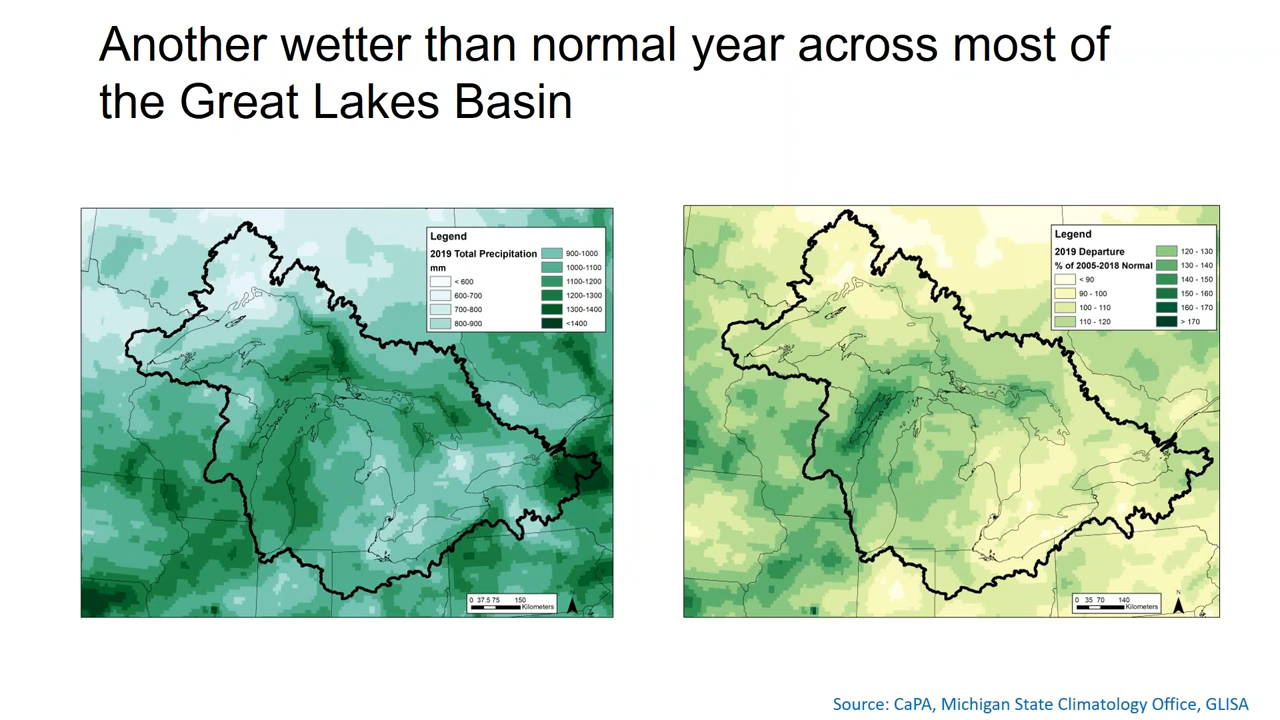 Another wetter than normal year across most of
the Great Lakes Basin
Legend
2019 Total Precipitation
mm
< 600
600-700
700-800
800-900
900-1000
1000-1100
1100-1200
1200-1300
1300-1400
<1400
0 37.5 75 150
Kilometers
Legend
2019 Departure
% of 2005-2018 Normal
< 90
90 - 100
100 - 110
110 - 120
120 - 130
130 - 140
140 - 150
150 - 160
160 - 170
> 170
0 35 70 140
Kilometers
N
Source: CaPA, Michigan State Climatology Office, GLISA